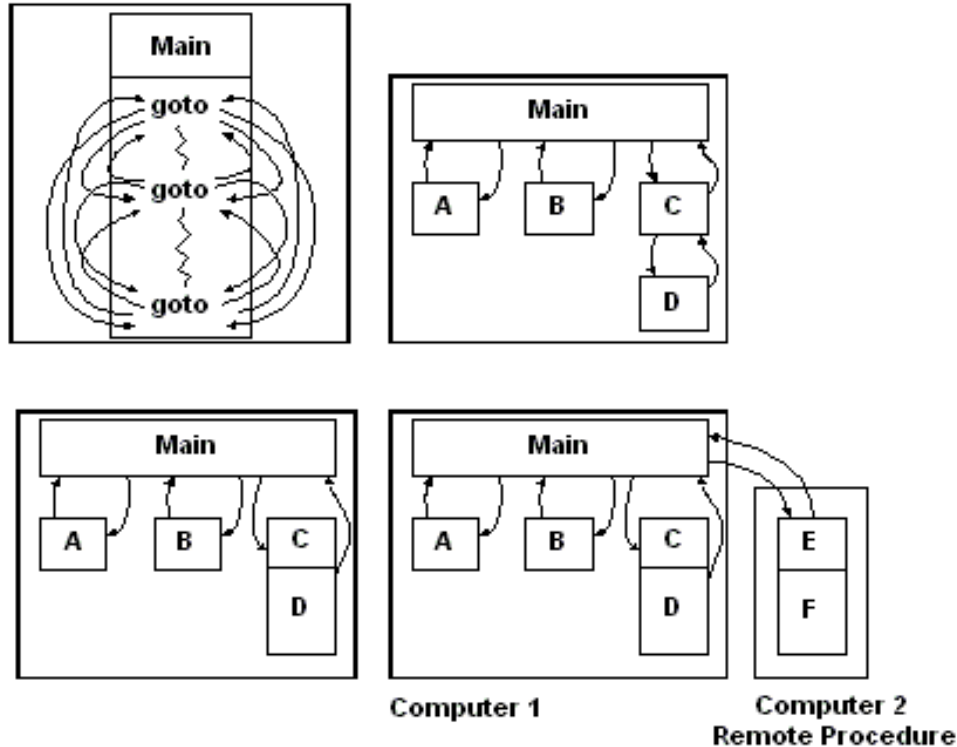 Main
goto
goto
goto
Main
A
B
C
D
Main
A
B
C
D
Main
A
B
C
D
E
F
Computer 1
Computer 2
Remote Procedure